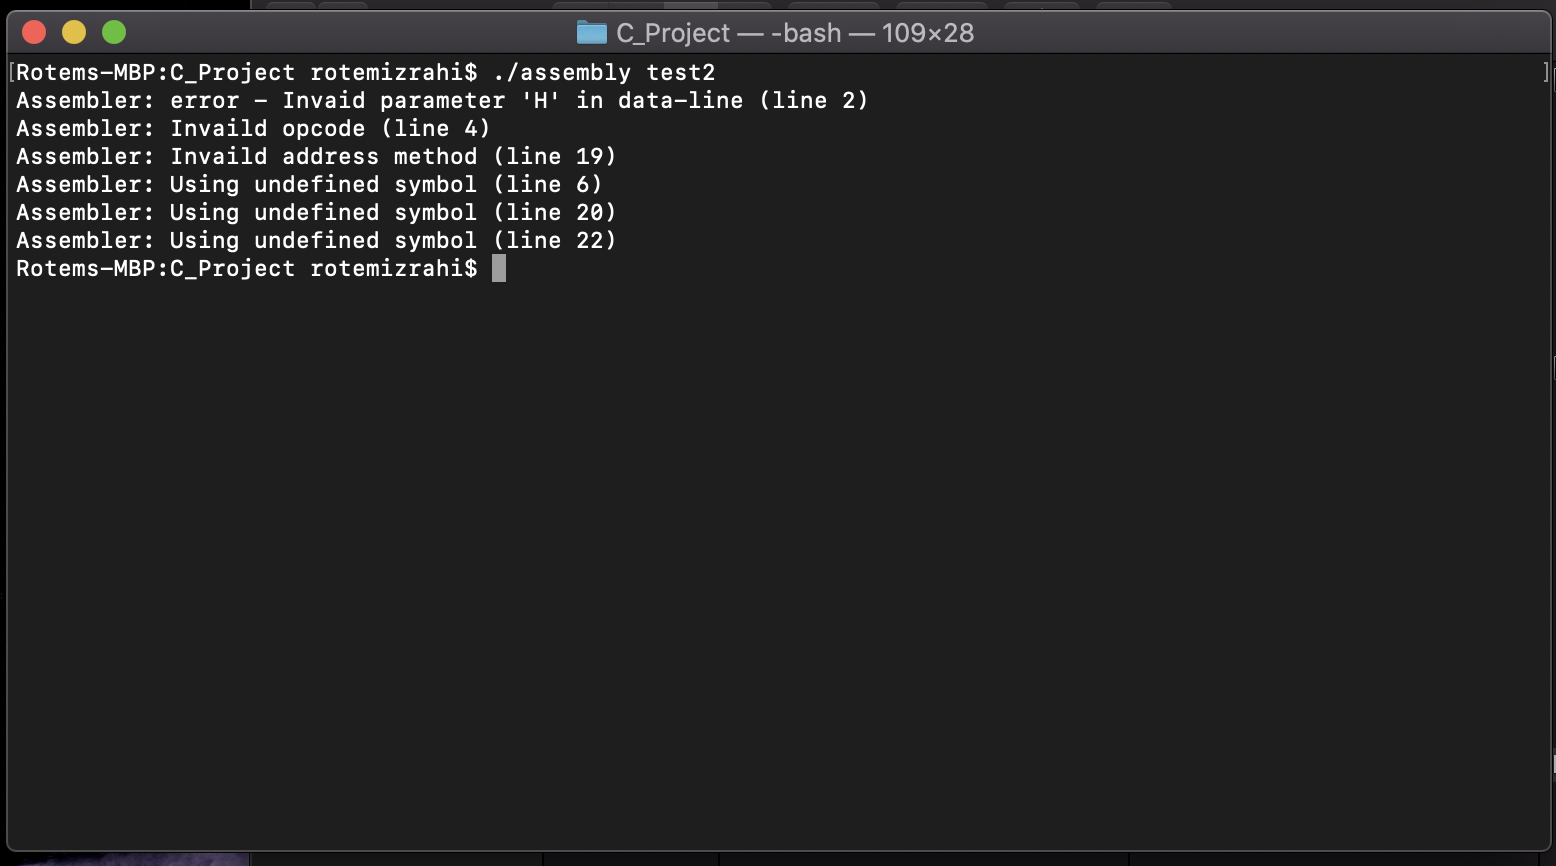 C_Project — -bash — 109×28
[Rotems-MBP:C_Project rotemizrahi$ ./assembly test2 ]
Assembler: error - Invaid parameter 'H' in data-line (line 2)
Assembler: Invaild opcode (line 4)
Assembler: Invaild address method (line 19)
Assembler: Using undefined symbol (line 6)
Assembler: Using undefined symbol (line 20)
Assembler: Using undefined symbol (line 22)
Rotems-MBP:C_Project rotemizrahi$